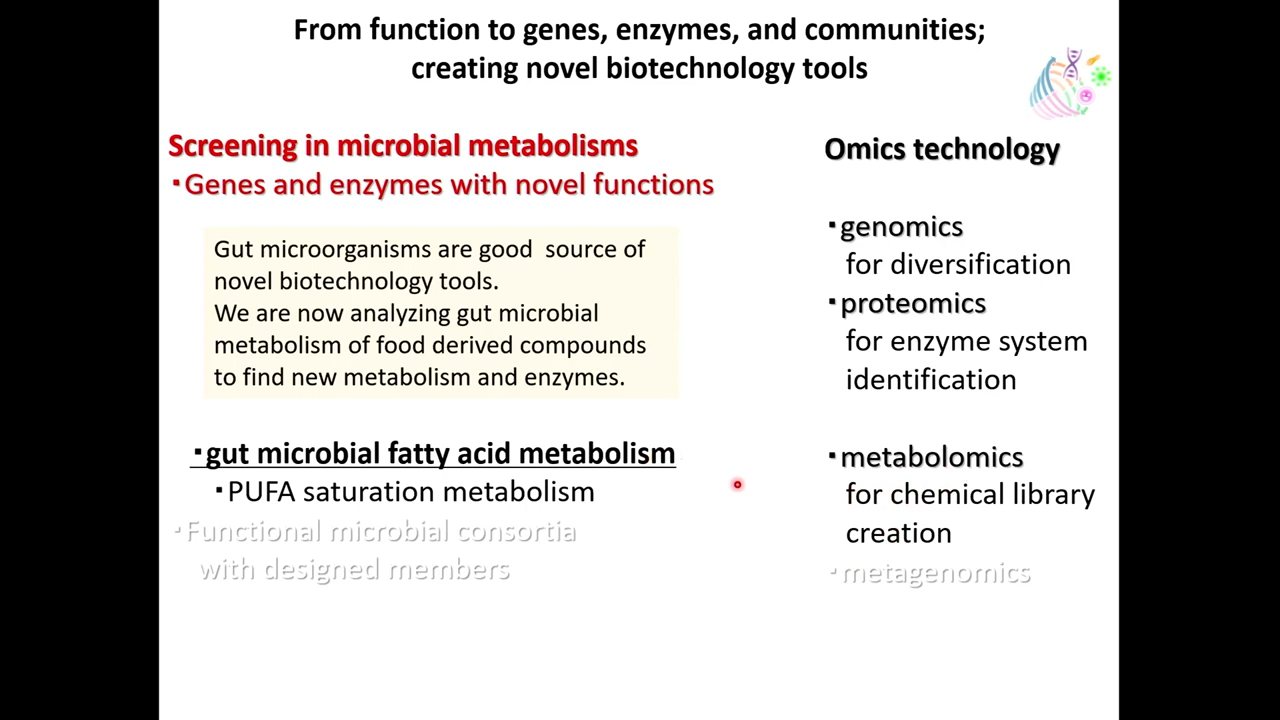 From function to genes, enzymes, and communities;
creating novel biotechnology tools
Screening in microbial metabolisms
・Genes and enzymes with novel functions
Gut microorganisms are good source of
novel biotechnology tools.
We are now analyzing gut microbial
metabolism of food derived compounds
to find new metabolism and enzymes.
・gut microbial fatty acid metabolism
・PUFA saturation metabolism
・Functional microbial consortia
with designed members
Omics technology
・genomics
for diversification
・proteomics
for enzyme system
identification
・metabolomics
for chemical library
creation
・metagenomics